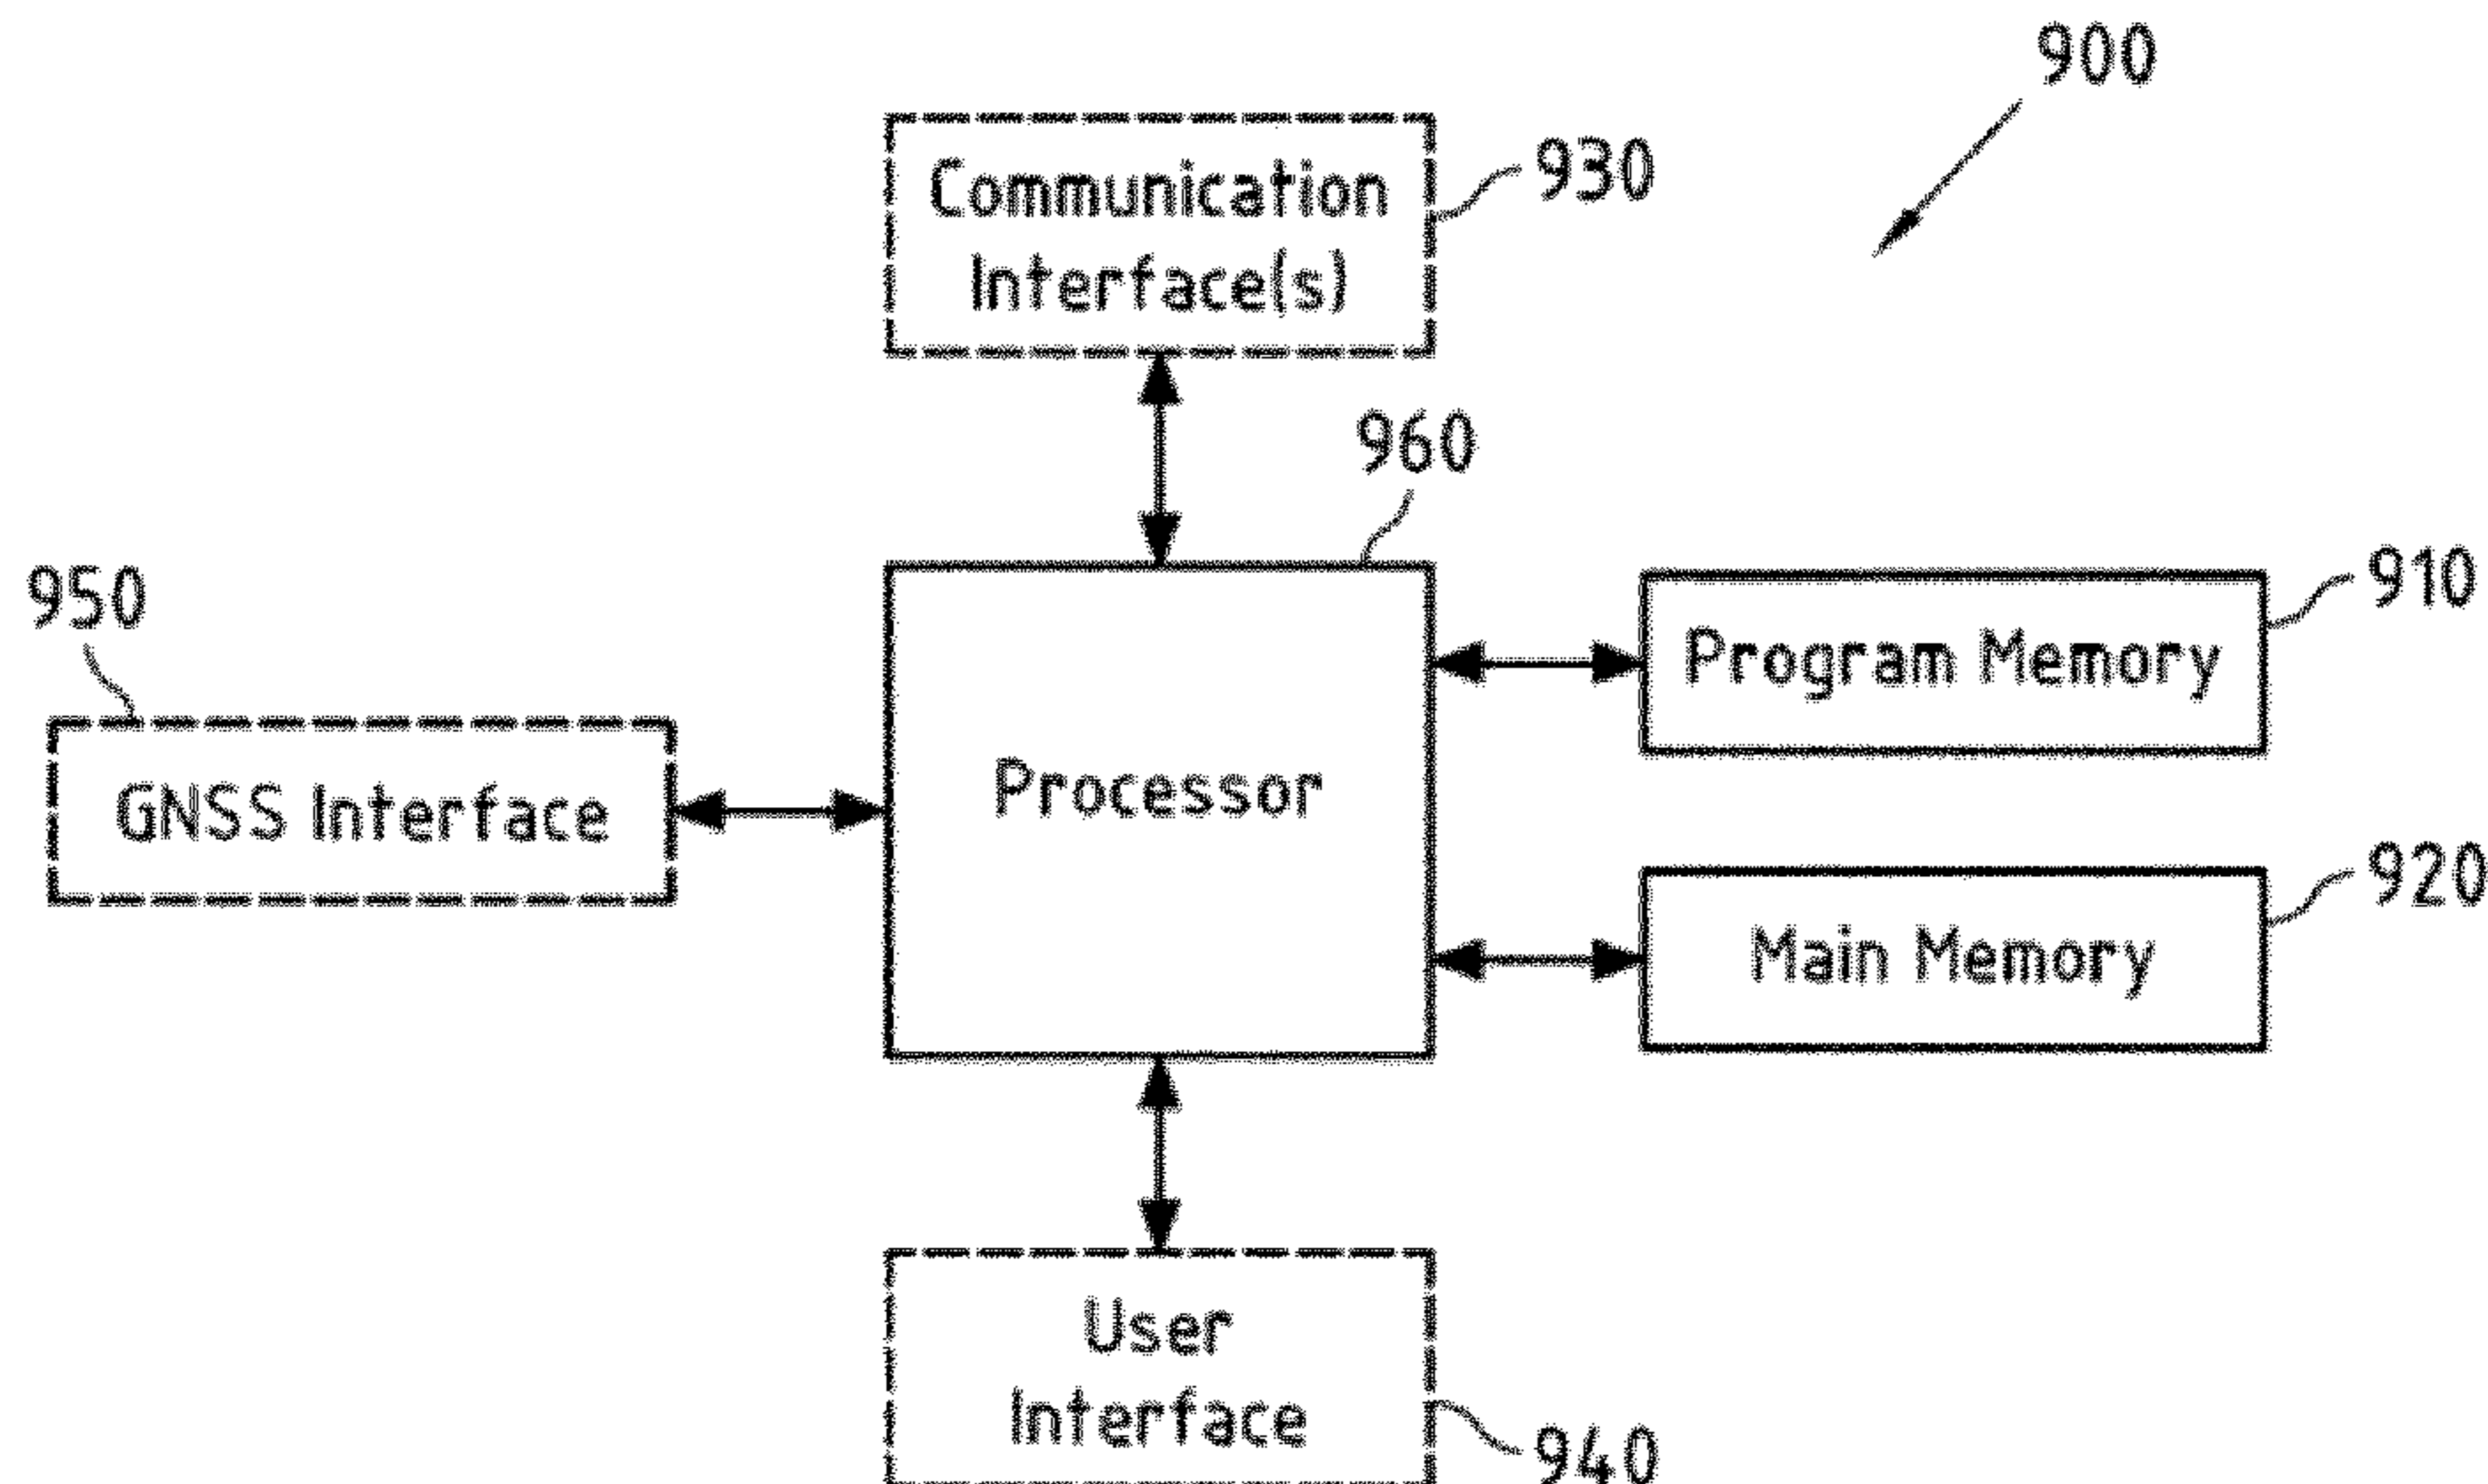 900
930
Communication
Interface(s)
960
950
910
Program Memory
Processor
GNSS Interface
920
Main Memory
User
Interface
940